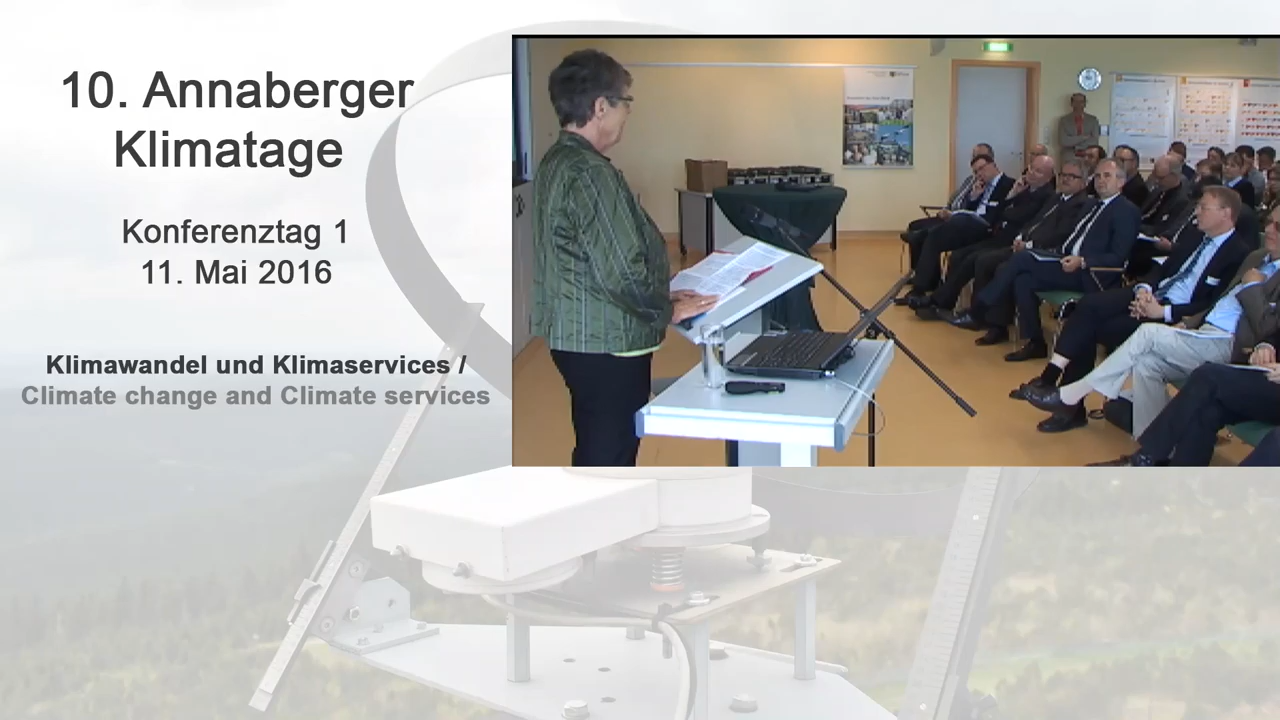 10. Annaberger
Klimatage
Konferenztag 1
11. Mai 2016
Klimawandel und Klimaservices /
Climate change and Climate services